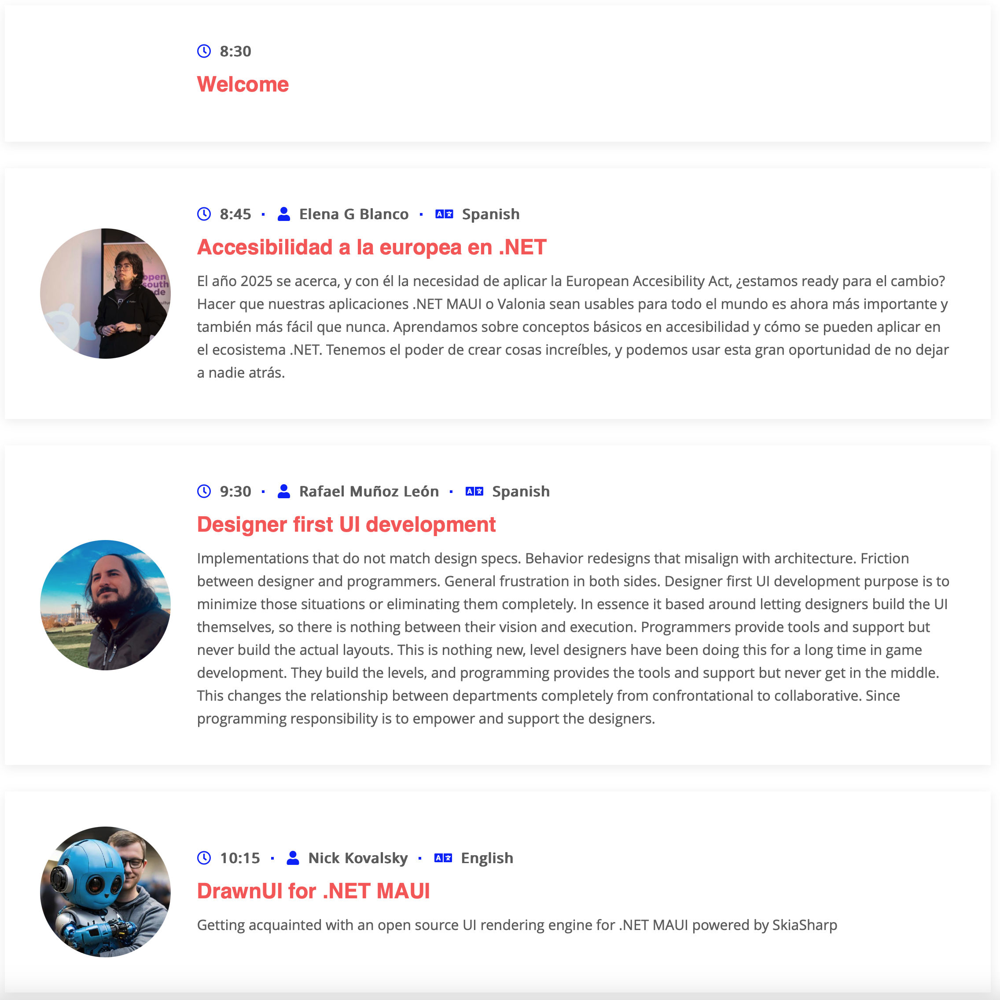 8:30
Welcome
8:45 · Elena G Blanco · Spanish
Accesibilidad a la europea en .NET
El año 2025 se acerca, y con él la necesidad de aplicar la European Accesibility Act, ¿estamos ready para el cambio?
Hacer que nuestras aplicaciones .NET MAUI o Valonia sean usables para todo el mundo es ahora más importante y
también más fácil que nunca. Aprendamos sobre conceptos básicos en accesibilidad y cómo se pueden aplicar en
el ecosistema .NET. Tenemos el poder de crear cosas increíbles, y podemos usar esta gran oportunidad de no dejar
a nadie atrás.
open
south
de
9:30 · Rafael Muñoz León · Spanish
Designer first UI development
Implementations that do not match design specs. Behavior redesigns that misalign with architecture. Friction
between designer and programmers. General frustration in both sides. Designer first UI development purpose is to
minimize those situations or eliminating them completely. In essence it based around letting designers build the UI
themselves, so there is nothing between their vision and execution. Programmers provide tools and support but
never build the actual layouts. This is nothing new, level designers have been doing this for a long time in game
development. They build the levels, and programming provides the tools and support but never get in the middle.
This changes the relationship between departments completely from confrontational to collaborative. Since
programming responsibility is to empower and support the designers.
10:15 · Nick Kovalsky · English
DrawnUI for .NET MAUI
Getting acquainted with an open source UI rendering engine for .NET MAUI powered by SkiaSharp